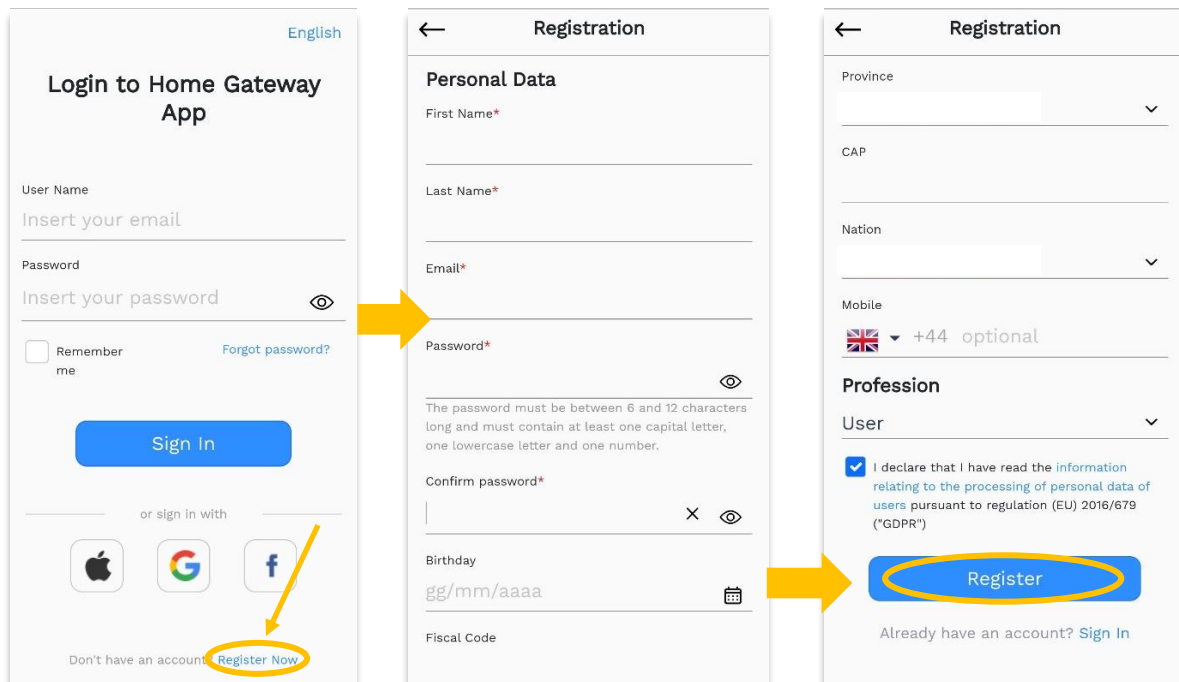 English
Login to Home Gateway
App
User Name
Insert your email
Password
Insert your password
Remember
me
Forgot password?
Sign In
or sign in with
Don't have an account? Register Now
Registration
Personal Data
First Name*
Last Name*
Email*
Password*
The password must be between 6 and 12 characters
long and must contain at least one capital letter,
one lowercase letter and one number.
Confirm password*
Birthday
gg/mm/aaaa
Fiscal Code
Registration
Province
CAP
Nation
Mobile
+44 optional
Profession
User
I declare that I have read the information
relating to the processing of personal data of
users pursuant to regulation (EU) 2016/679
("GDPR")
Register
Already have an account? Sign In